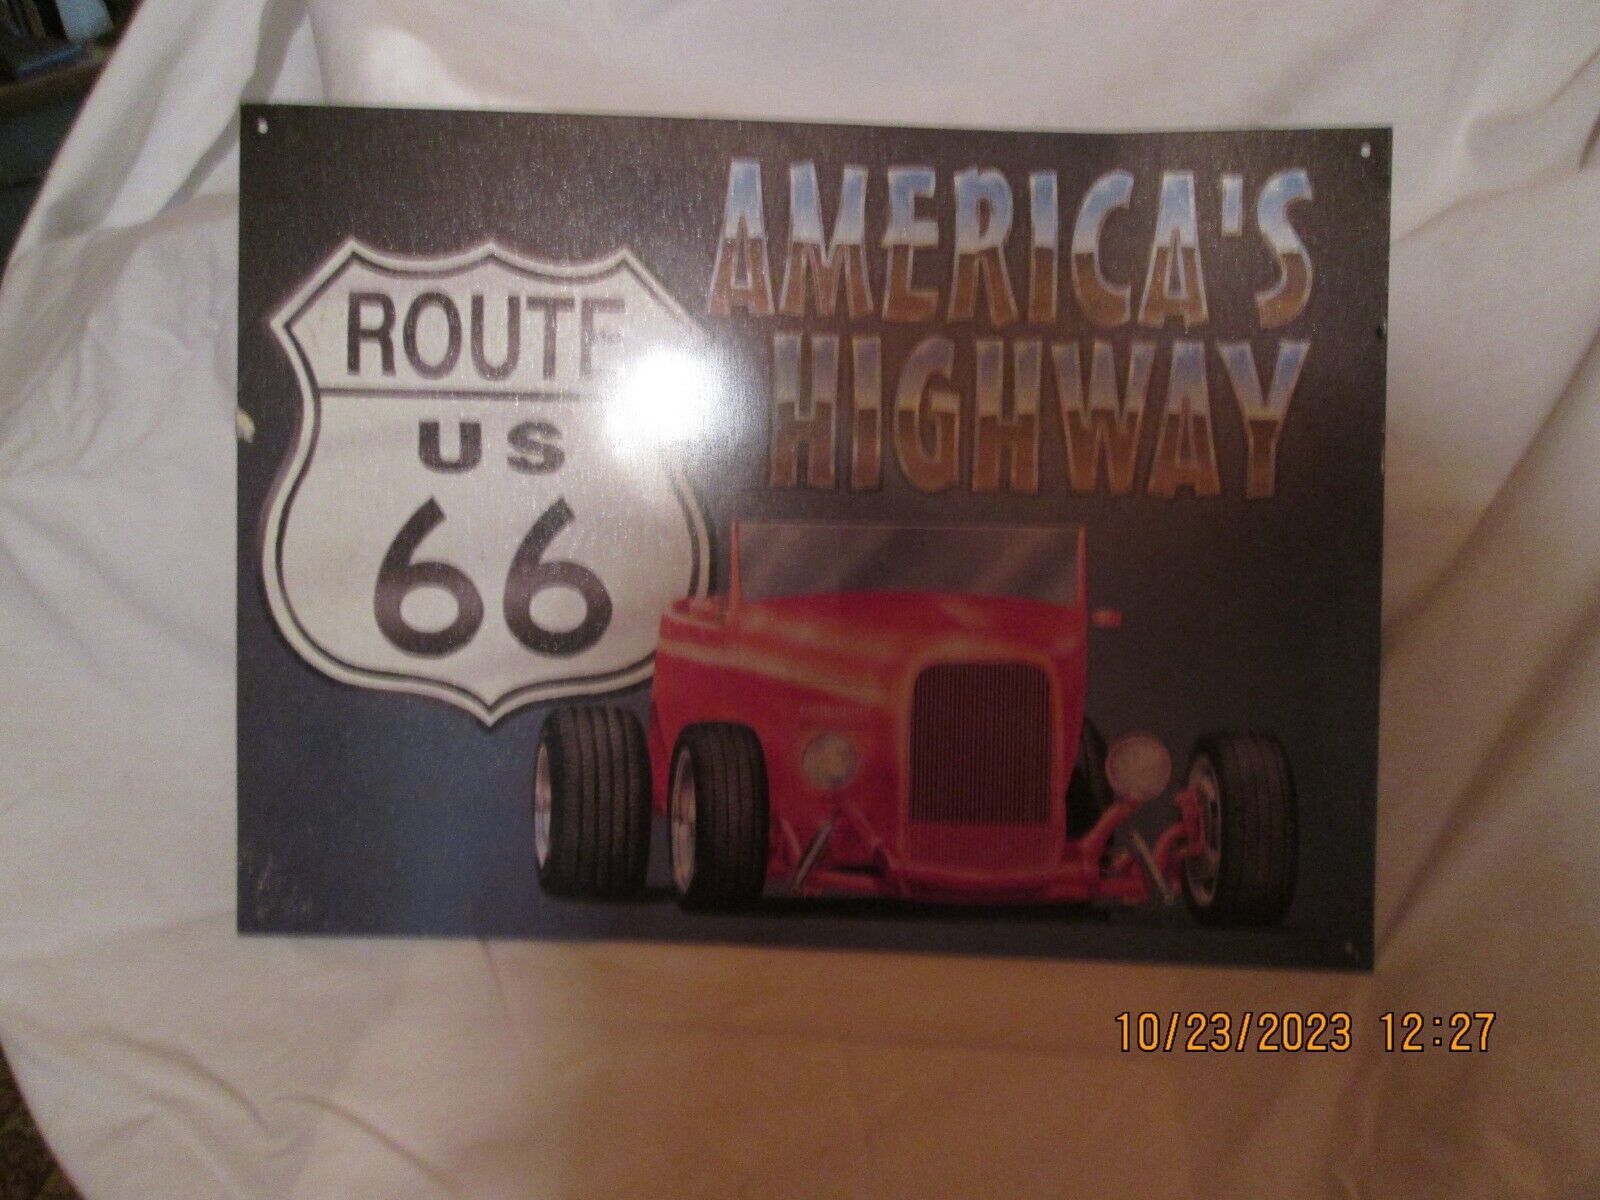 ROUTE
US
66
AMERICA'S
HIGHWAY
10/23/2023 12:27